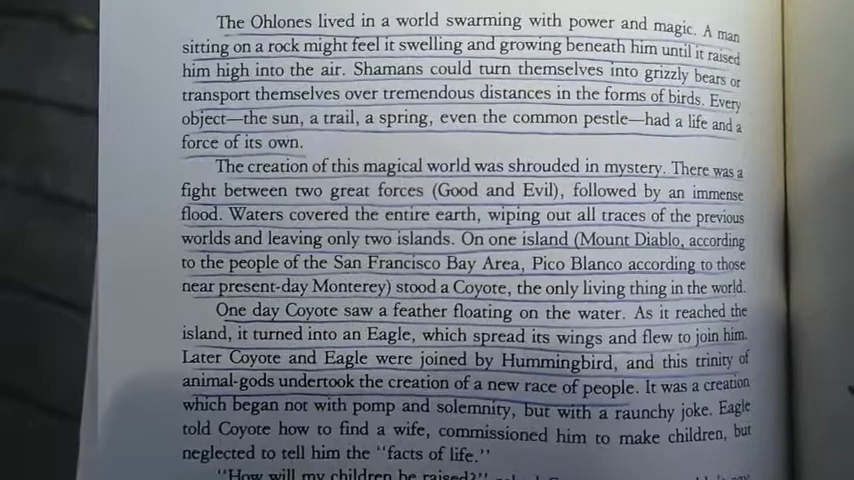 The Ohlones lived in a world swarming with power and magic. A man
sitting on a rock might feel it swelling and growing beneath him until it raised
him high into the air. Shamans could turn themselves into grizzly bears or
transport themselves over tremendous distances in the forms of birds. Every
object—the sun, a trail, a spring, even the common pestle—had a life and a
force of its own.
The creation of this magical world was shrouded in mystery. There was a
fight between two great forces (Good and Evil), followed by an immense
flood. Waters covered the entire earth, wiping out all traces of the previous
worlds and leaving only two islands. On one island (Mount Diablo, according
to the people of the San Francisco Bay Area, Pico Blanco according to those
near present-day Monterey) stood a Coyote, the only living thing in the world.
One day Coyote saw a feather floating on the water. As it reached the
island, it turned into an Eagle, which spread its wings and flew to join him.
Later Coyote and Eagle were joined by Hummingbird, and this trinity of
animal-gods undertook the creation of a new race of people. It was a creation
which began not with pomp and solemnity, but with a raunchy joke. Eagle
told Coyote how to find a wife, commissioned him to make children, but
neglected to tell him the "facts of life."
"How will my children be raised?"